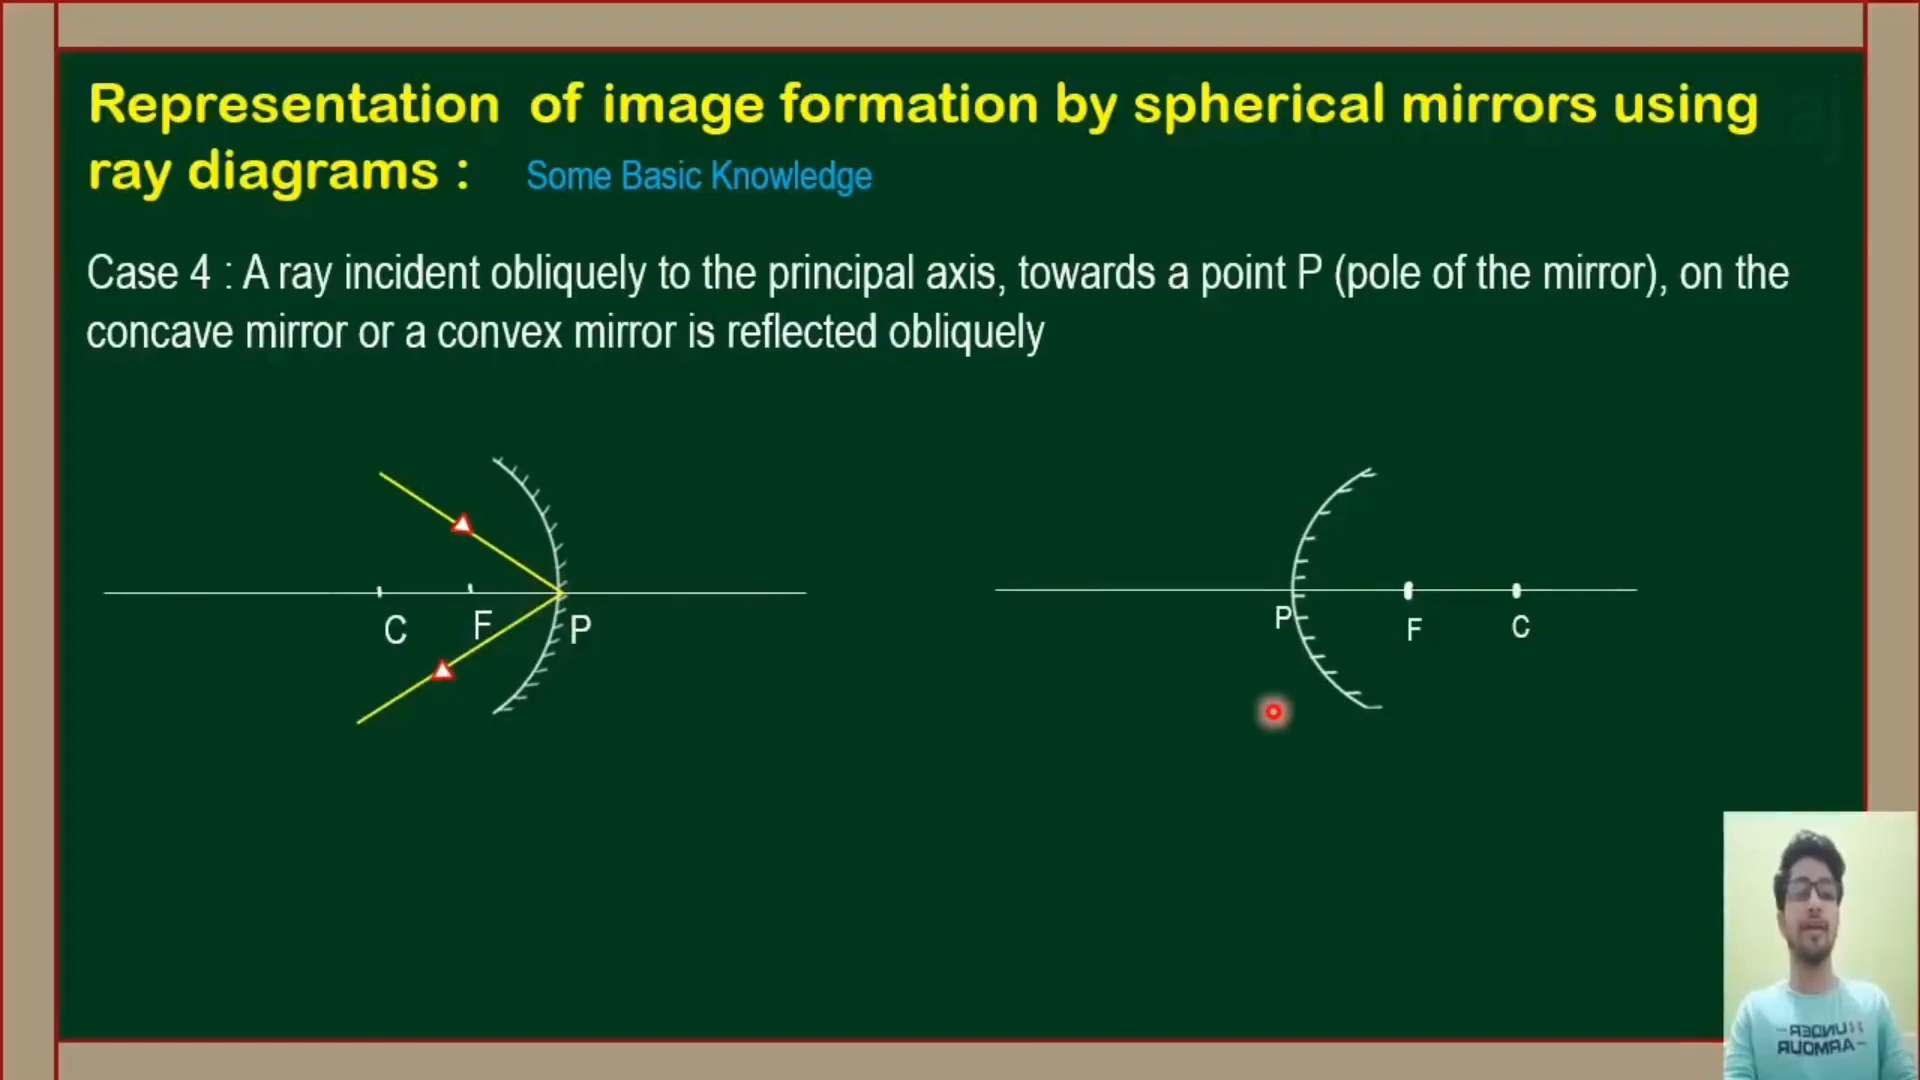 Representation of image formation by spherical mirrors using
ray diagrams : Some Basic Knowledge
Case 4 : A ray incident obliquely to the principal axis, towards a point P (pole of the mirror), on the
concave mirror or a convex mirror is reflected obliquely
C F P
P F C
UNDER
ARMOUR